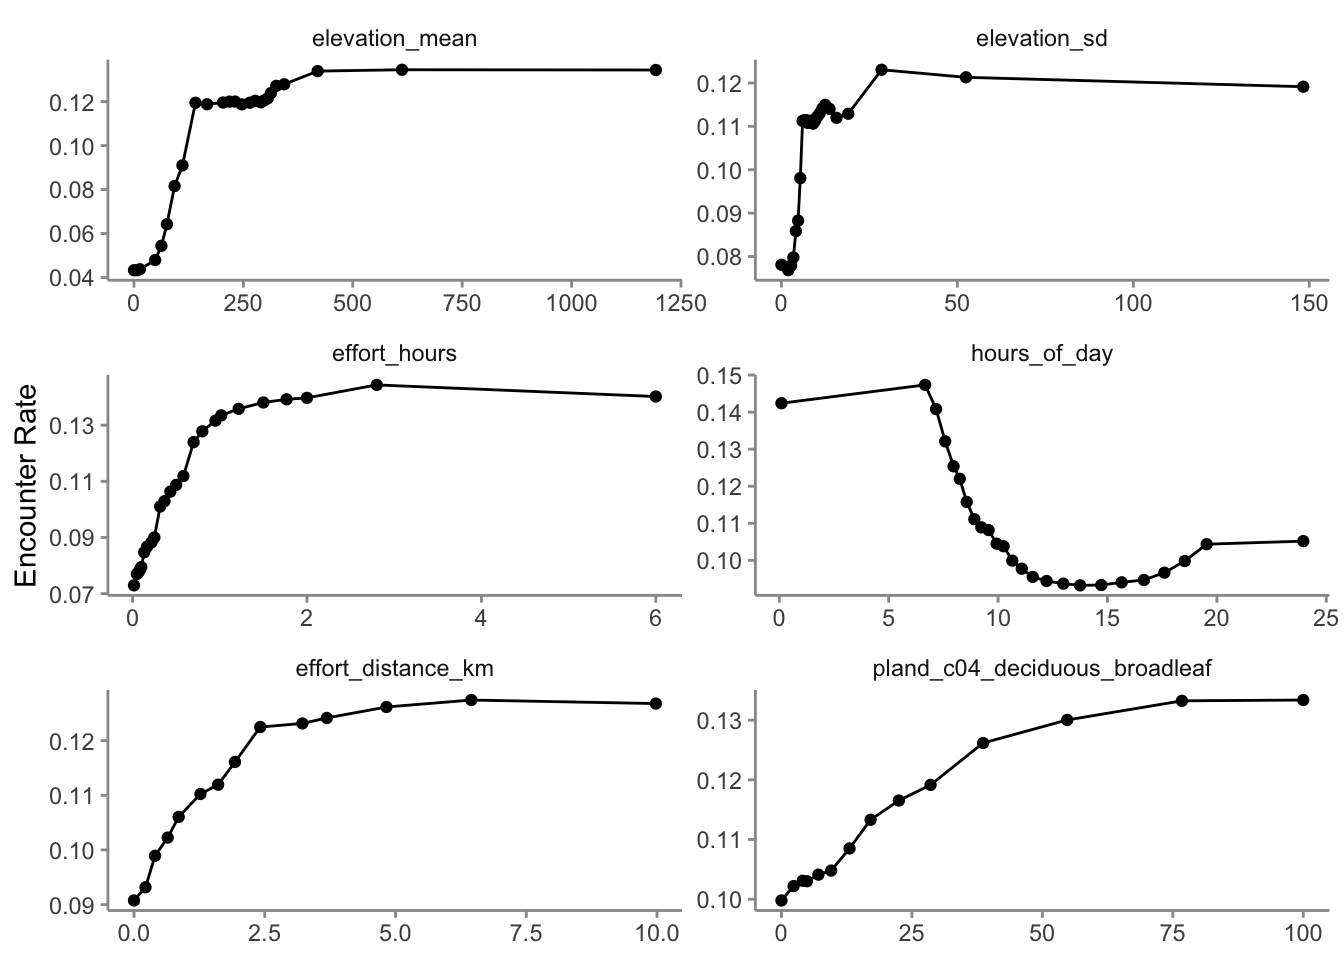 elevation_mean
elevation_sd
0.12
0.10
0.08
0.06
0.04
0 250 500 750 1000 1250
0.12
0.11
0.10
0.09
0.08
0 50 100 150
Encounter Rate
effort_hours
hours_of_day
0.13
0.11
0.09
0.07
0 2 4 6
0.15
0.14
0.13
0.12
0.11
0.10
0 5 10 15 20 25
effort_distance_km
pland_c04_deciduous_broadleaf
0.12
0.11
0.10
0.09
0.0 2.5 5.0 7.5 10.0
0.13
0.12
0.11
0.10
0 25 50 75 100